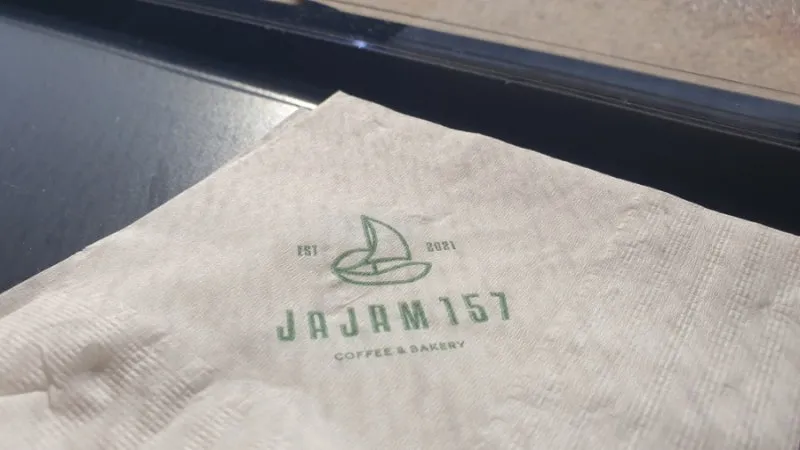 EST 2021
JAJAM 157
COFFEE & BAKERY